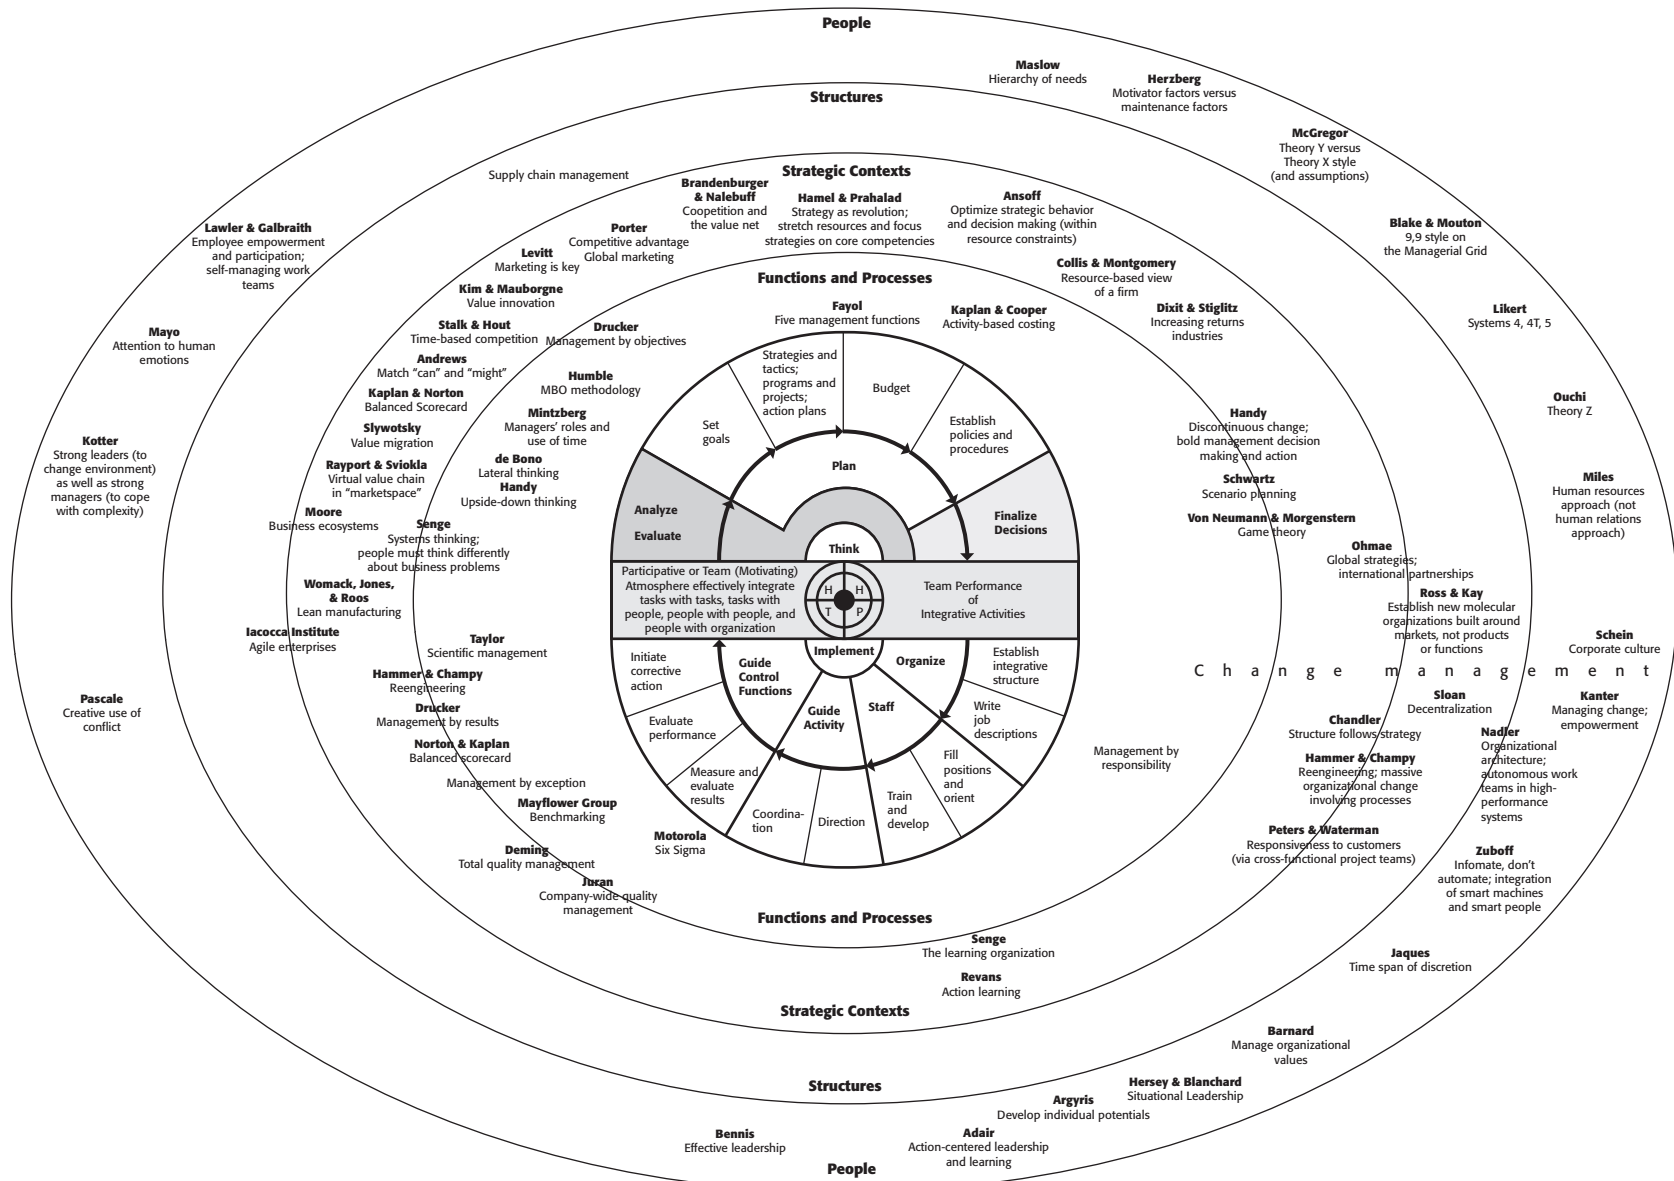 People
Maslow
Hierarchy of needs
Herzberg
Motivator factors versus
maintenance factors
Structures
McGregor
Theory Y versus
Theory X style
(and assumptions)
Supply chain management
Strategic Contexts
Brandenburger
& Nalebuff
Coopetition and
the value net
Hamel & Prahalad
Strategy as revolution;
stretch resources and focus
strategies on core competencies
Ansoff
Optimize strategic behavior
and decision making (within
resource constraints)
Lawler & Galbraith
Employee empowerment
and participation;
self-managing work
teams
Porter
Competitive advantage
Global marketing
Blake & Mouton
9,9 style on
the Managerial Grid
Levitt
Marketing is key
Collis & Montgomery
Resource-based view
of a firm
Functions and Processes
Kim & Mauborgne
Value innovation
Fayol
Five management functions
Kaplan & Cooper
Activity-based costing
Dixit & Stiglitz
Increasing returns
industries
Likert
Systems 4, 4T, 5
Mayo
Attention to human
emotions
Stalk & Hout
Time-based competition
Drucker
Management by objectives
Andrews
Match “can” and “might”
Humble
MBO methodology
Kaplan & Norton
Balanced Scorecard
Mintzberg
Managers’ roles and
use of time
Slywotsky
Value migration
de Bono
Lateral thinking
Handy
Upside-down thinking
Rayport & Sviokla
Virtual value chain
in “marketspace”
Moore
Business ecosystems
Senge
Systems thinking;
people must think differently
about business problems
Kotter
Strong leaders (to
change environment)
as well as strong
managers (to cope
with complexity)
Set
goals
Strategies and
tactics;
programs and
projects;
action plans
Budget
Establish
policies and
procedures
Plan
Analyze
Evaluate
Finalize
Decisions
Think
Handy
Discontinuous change;
bold management decision
making and action
Schwartz
Scenario planning
Von Neumann & Morgenstern
Game theory
Ouchi
Theory Z
Miles
Human resources
approach (not
human relations
approach)
Ohmae
Global strategies;
international partnerships
Ross & Kay
Establish new molecular
organizations built around
markets, not products
or functions
Schein
Corporate culture
Participative or Team (Motivating)
Atmosphere effectively integrate
tasks with tasks, tasks with
people, people with people, and
people with organization
H H
T P
Team Performance
of
Integrative Activities
Womack, Jones,
& Roos
Lean manufacturing
Iacocca Institute
Agile enterprises
Taylor
Scientific management
Hammer & Champy
Reengineering
Drucker
Management by results
Norton & Kaplan
Balanced scorecard
Management by exception
Mayflower Group
Benchmarking
Deming
Total quality management
Juran
Company-wide quality
management
Motorola
Six Sigma
Pascale
Creative use of
conflict
Implement
Initiate
corrective
action
Guide
Control
Functions
Evaluate
performance
Measure and
evaluate
results
Guide
Activity
Coordina-
tion
Direction
Staff
Train
and
develop
Fill
positions
and
orient
Organize
Establish
integrative
structure
Write
job
descriptions
Change management
Management by
responsibility
Sloan
Decentralization
Kanter
Managing change;
empowerment
Chandler
Structure follows strategy
Nadler
Organizational
architecture;
autonomous work
teams in high-
performance
systems
Hammer & Champy
Reengineering; massive
organizational change
involving processes
Peters & Waterman
Responsiveness to customers
(via cross-functional project teams)
Zuboff
Infomate, don’t
automate; integration
of smart machines
and smart people
Functions and Processes
Senge
The learning organization
Jaques
Time span of discretion
Revans
Action learning
Strategic Contexts
Barnard
Manage organizational
values
Structures
Hersey & Blanchard
Situational Leadership
Argyris
Develop individual potentials
Bennis
Effective leadership
Adair
Action-centered leadership
and learning
People